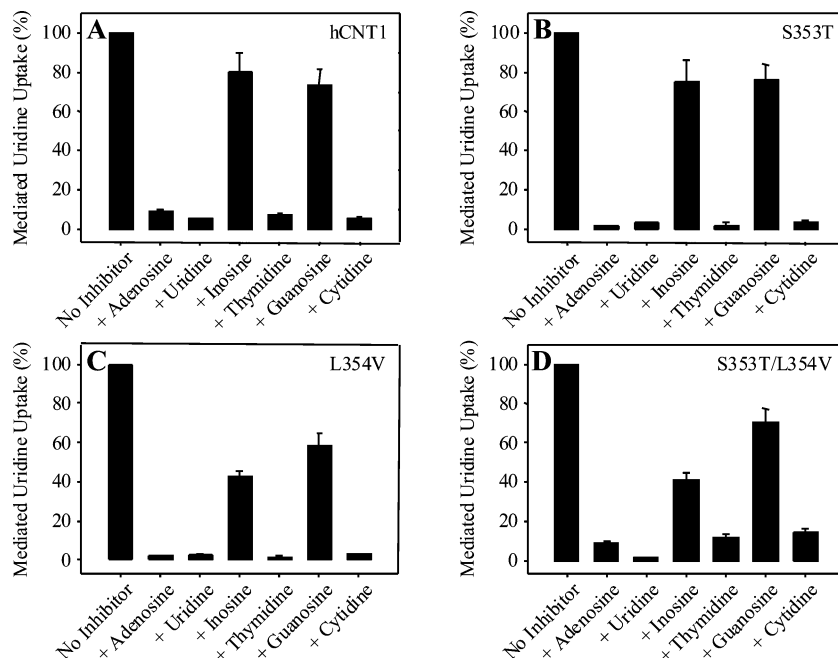 A
hCNT1
Mediated Uridine Uptake (%)
100
80
60
40
20
0
No Inhibitor
+ Adenosine
+ Uridine
+ Inosine
+ Thymidine
+ Guanosine
+ Cytidine
B
S353T
Mediated Uridine Uptake (%)
100
80
60
40
20
0
No Inhibitor
+ Adenosine
+ Uridine
+ Inosine
+ Thymidine
+ Guanosine
+ Cytidine
C
L354V
Mediated Uridine Uptake (%)
100
80
60
40
20
0
No Inhibitor
+ Adenosine
+ Uridine
+ Inosine
+ Thymidine
+ Guanosine
+ Cytidine
D
S353T/L354V
Mediated Uridine Uptake (%)
100
80
60
40
20
0
No Inhibitor
+ Adenosine
+ Uridine
+ Inosine
+ Thymidine
+ Guanosine
+ Cytidine